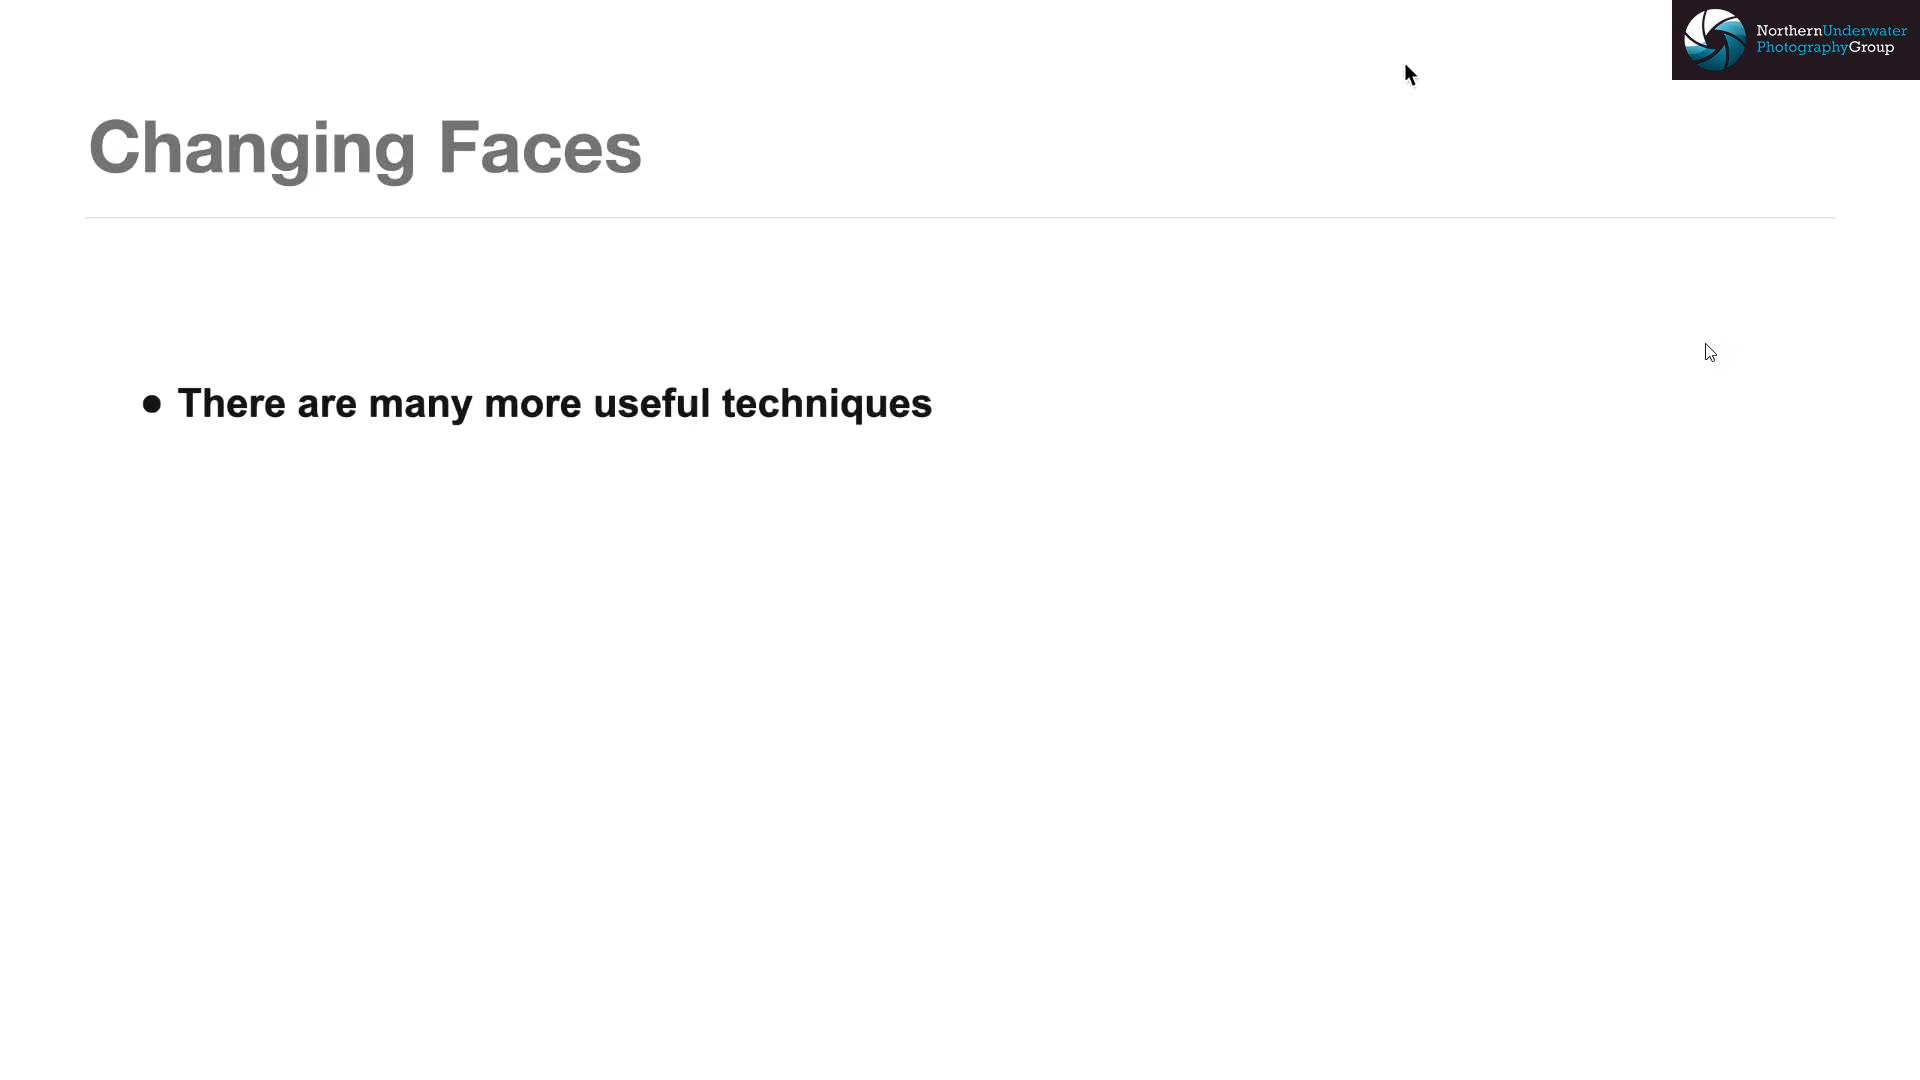 NorthernUnderwater
PhotographyGroup
Changing Faces
• There are many more useful techniques